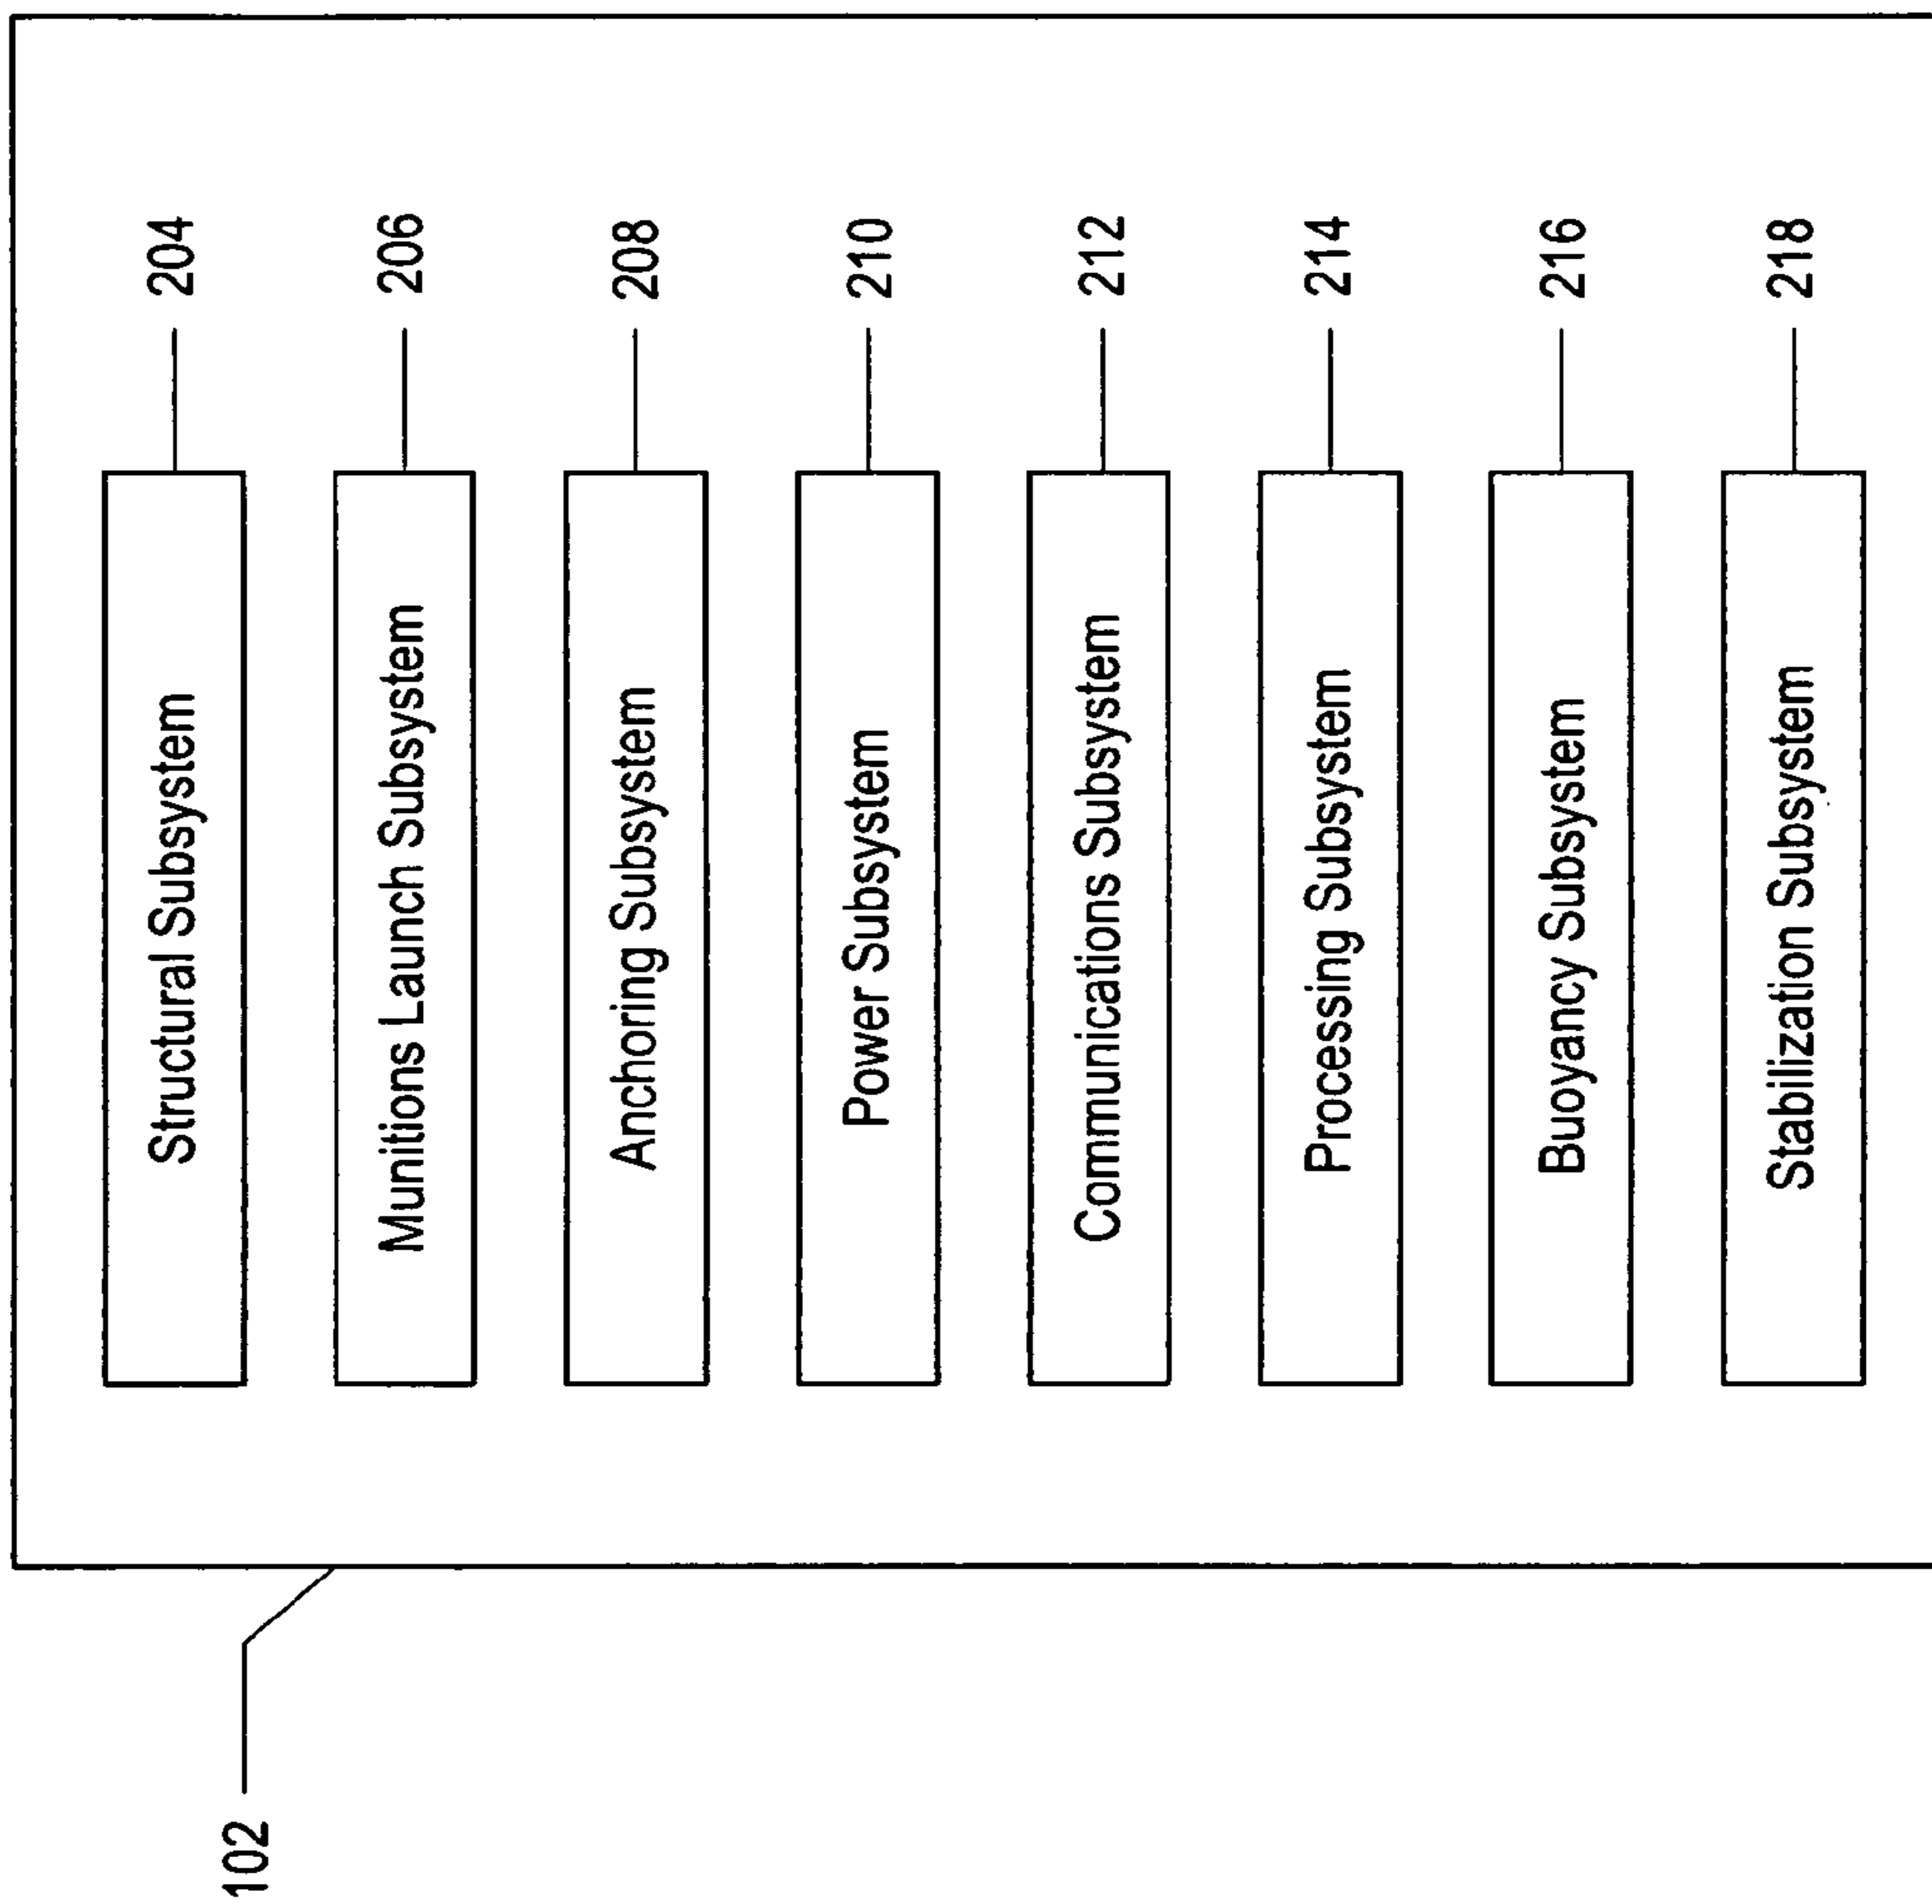 102
Structural Subsystem 204
Munitions Launch Subsystem 206
Anchoring Subsystem 208
Power Subsystem 210
Communications Subsystem 212
Processing Subsystem 214
Buoyancy Subsystem 216
Stabilization Subsystem 218